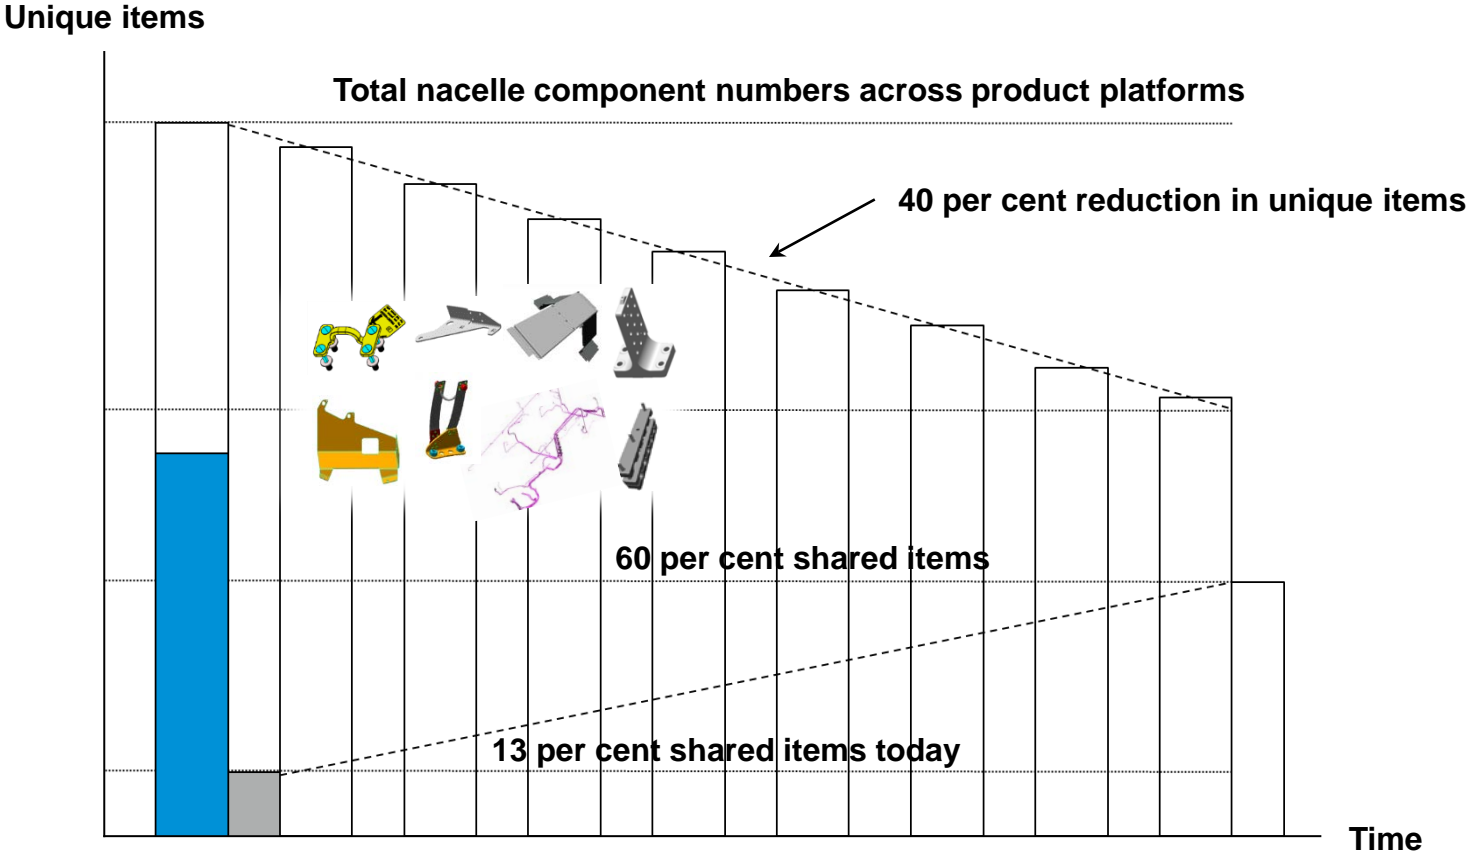 Unique items
Total nacelle component numbers across product platforms
40 per cent reduction in unique items
60 per cent shared items
13 per cent shared items today
Time